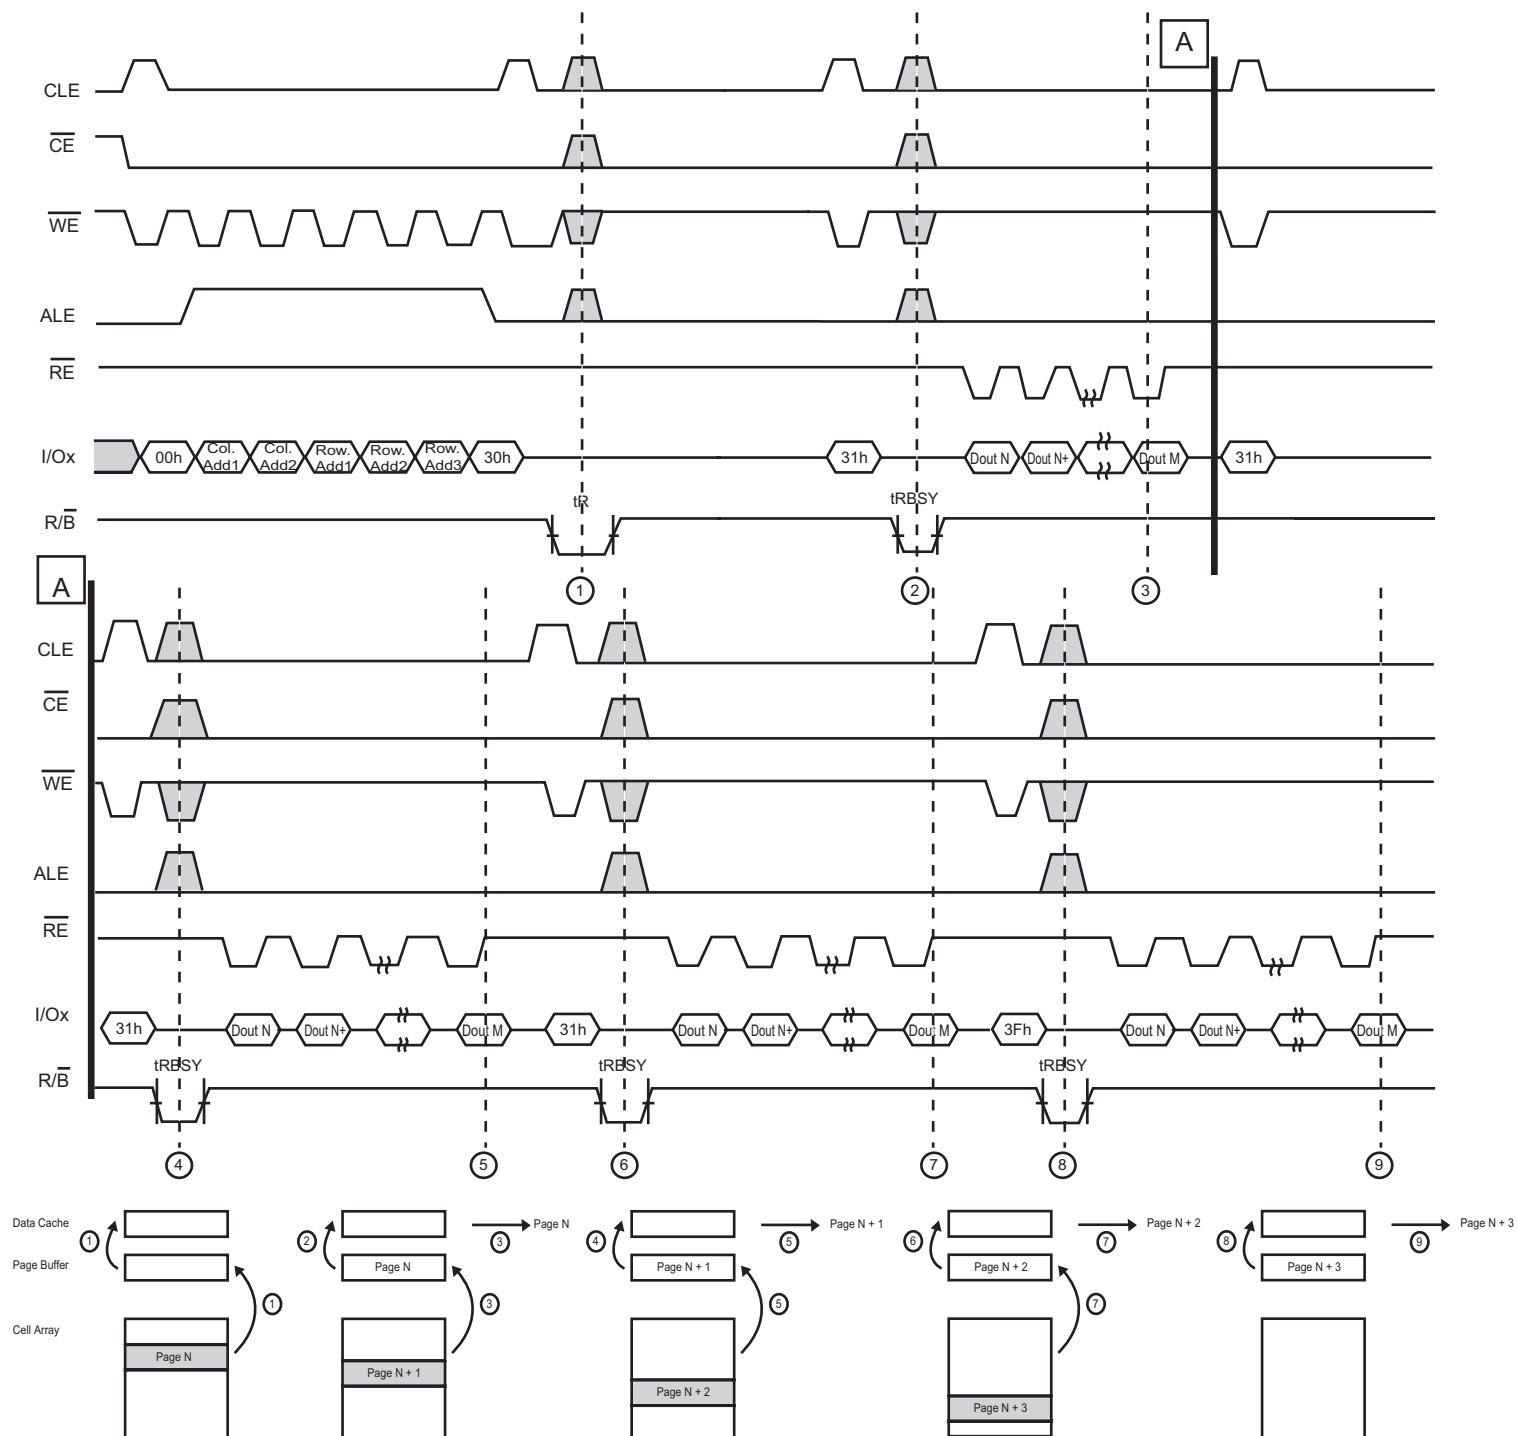 A
CLE
CE
WE
ALE
RE
I/Ox 00h Col. Add1 Col. Add2 Row. Add1 Row. Add2 Row. Add3 30h 31h Dout N Dout N+ Dout M 31h
tR tRBSY
R/B
1 2 3
A
CLE
CE
WE
ALE
RE
I/Ox 31h Dout N Dout N+ Dout M 31h Dout N Dout N+ Dout M 3Fh Dout N Dout N+ Dout M
tRBSY tRBSY tRBSY
R/B
4 5 6 7 8 9
Data Cache 1 2 3 Page N 4 5 Page N + 1 6 7 Page N + 2 8 9 Page N + 3
Page Buffer Page N Page N + 1 Page N + 2 Page N + 3
1 3 5 7
Cell Array
Page N Page N + 1 Page N + 2 Page N + 3